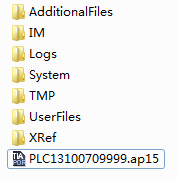 AdditionalFiles
IM
Logs
System
TMP
UserFiles
XRef
PLC13100709999.ap15